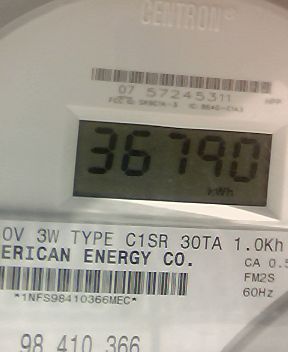 CENTRON®
07 57245311
36790
kWh
0V 3W TYPE C1SR 30TA 1.0Kh
ERICAN ENERGY CO.
CA 0.5
FM2S
60Hz
*1NFS98410366MEC*
98 410 366